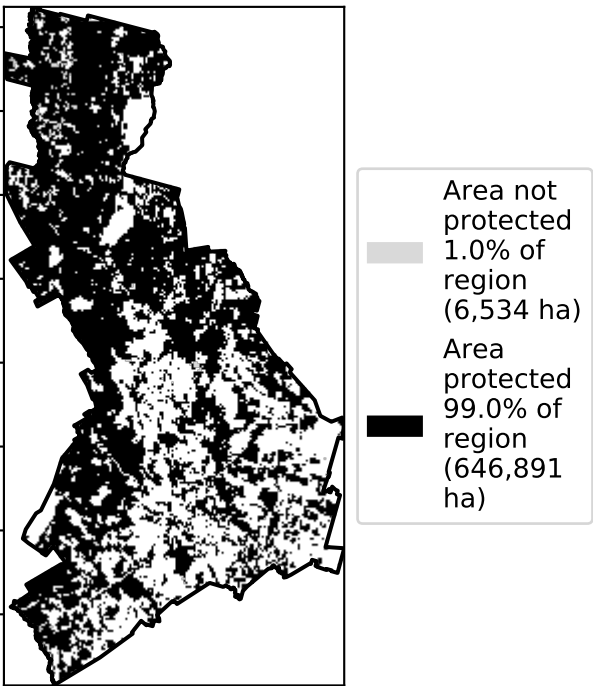 Area not
protected
1.0% of
region
(6,534 ha)
Area
protected
99.0% of
region
(646,891
ha)